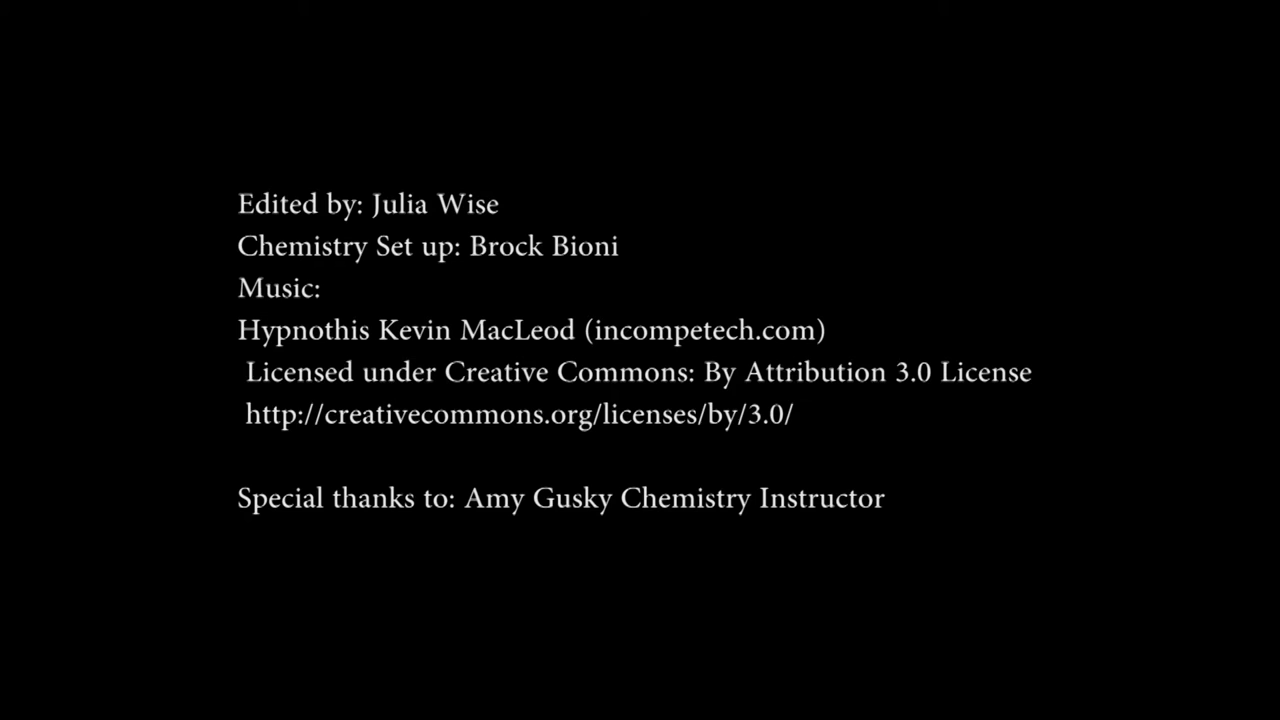 Edited by: Julia Wise
Chemistry Set up: Brock Bioni
Music:
Hypnothis Kevin MacLeod (incompetech.com)
Licensed under Creative Commons: By Attribution 3.0 License
http://creativecommons.org/licenses/by/3.0/
Special thanks to: Amy Gusky Chemistry Instructor